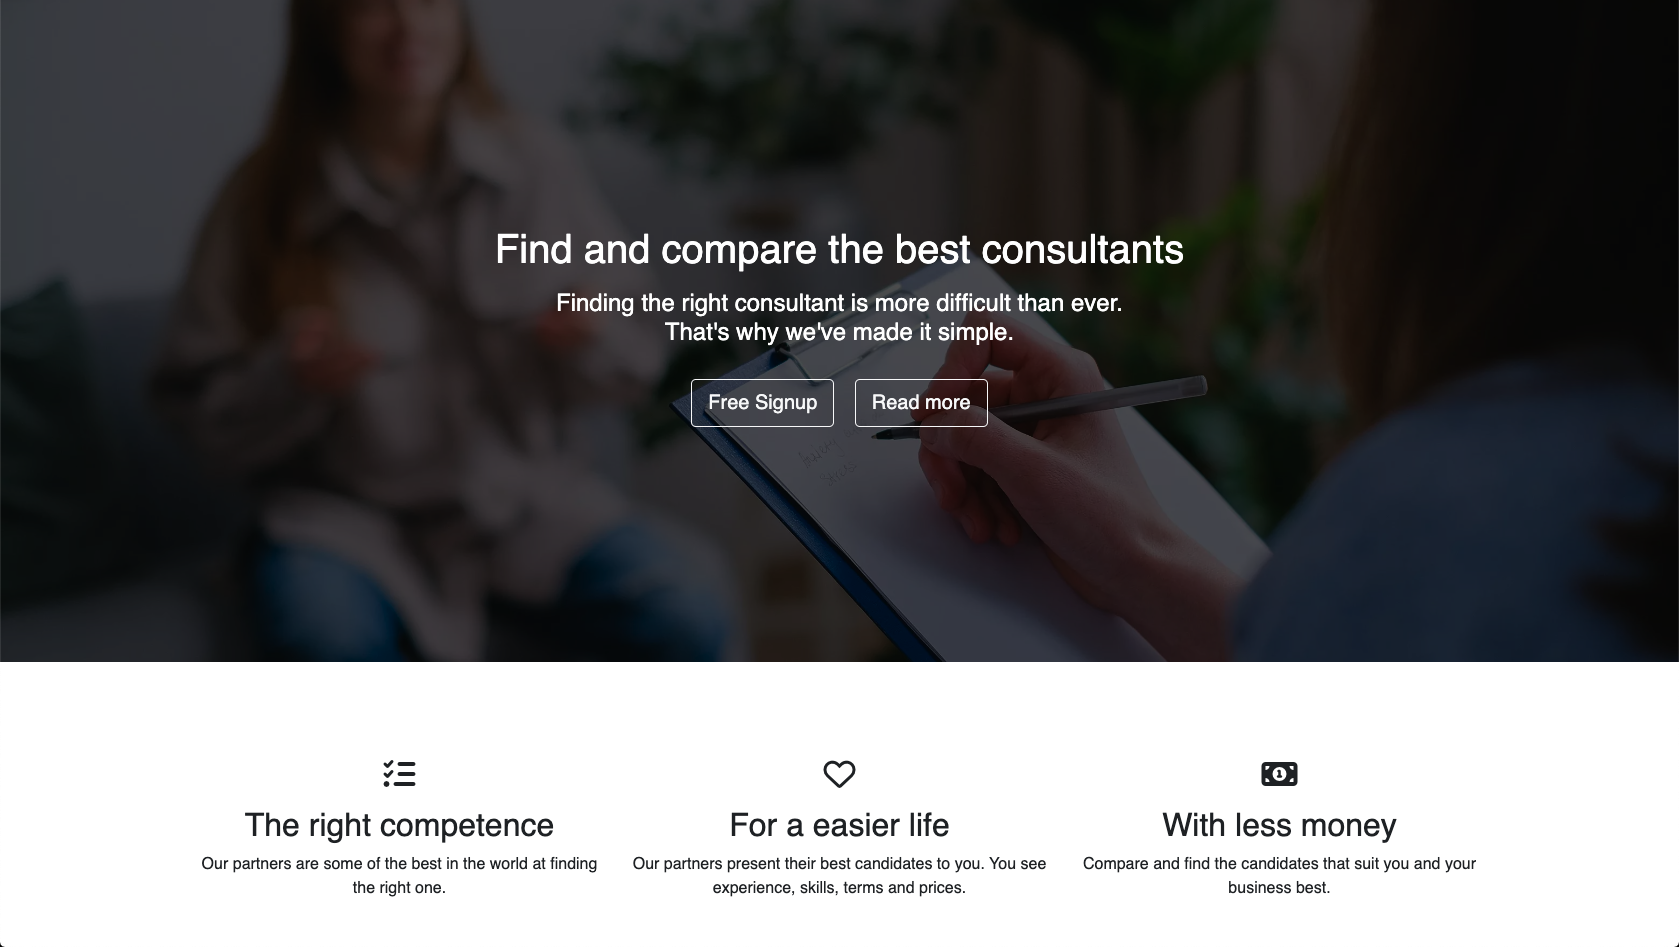 Find and compare the best consultants
Finding the right consultant is more difficult than ever.
That's why we've made it simple.
Free Signup
Read more
The right competence
Our partners are some of the best in the world at finding
the right one.
For a easier life
Our partners present their best candidates to you. You see
experience, skills, terms and prices.
With less money
Compare and find the candidates that suit you and your
business best.